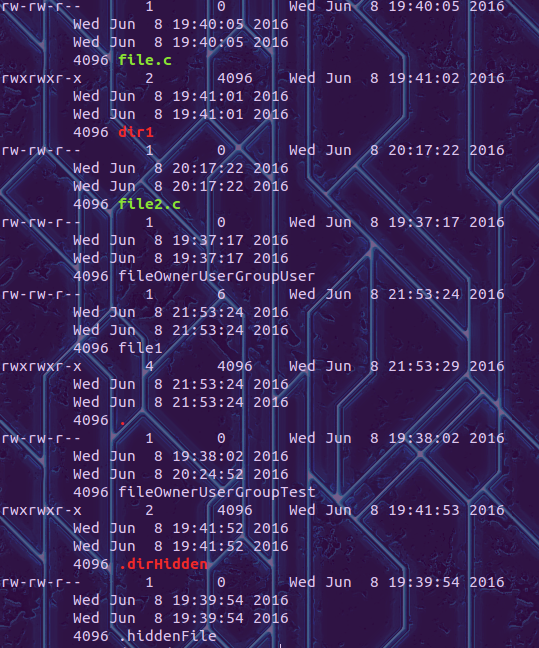 rw-rw-r-- 1 0 Wed Jun 8 19:40:05 2016
Wed Jun 8 19:40:05 2016
Wed Jun 8 19:40:05 2016
4096 file.c
rwxrwxr-x 2 4096 Wed Jun 8 19:41:02 2016
Wed Jun 8 19:41:01 2016
Wed Jun 8 19:41:01 2016
4096 dir1
rw-rw-r-- 1 0 Wed Jun 8 20:17:22 2016
Wed Jun 8 20:17:22 2016
Wed Jun 8 20:17:22 2016
4096 file2.c
rw-rw-r-- 1 0 Wed Jun 8 19:37:17 2016
Wed Jun 8 19:37:17 2016
Wed Jun 8 19:37:17 2016
4096 fileOwnerUserGroupUser
rw-rw-r-- 1 6 Wed Jun 8 21:53:24 2016
Wed Jun 8 21:53:24 2016
Wed Jun 8 21:53:24 2016
4096 file1
rwxrwxr-x 4 4096 Wed Jun 8 21:53:29 2016
Wed Jun 8 21:53:24 2016
Wed Jun 8 21:53:24 2016
4096 .
rw-rw-r-- 1 0 Wed Jun 8 19:38:02 2016
Wed Jun 8 19:38:02 2016
Wed Jun 8 20:24:52 2016
4096 fileOwnerUserGroupTest
rwxrwxr-x 2 4096 Wed Jun 8 19:41:53 2016
Wed Jun 8 19:41:52 2016
Wed Jun 8 19:41:52 2016
4096 .dirHidden
rw-rw-r-- 1 0 Wed Jun 8 19:39:54 2016
Wed Jun 8 19:39:54 2016
Wed Jun 8 19:39:54 2016
4096 .hiddenFile